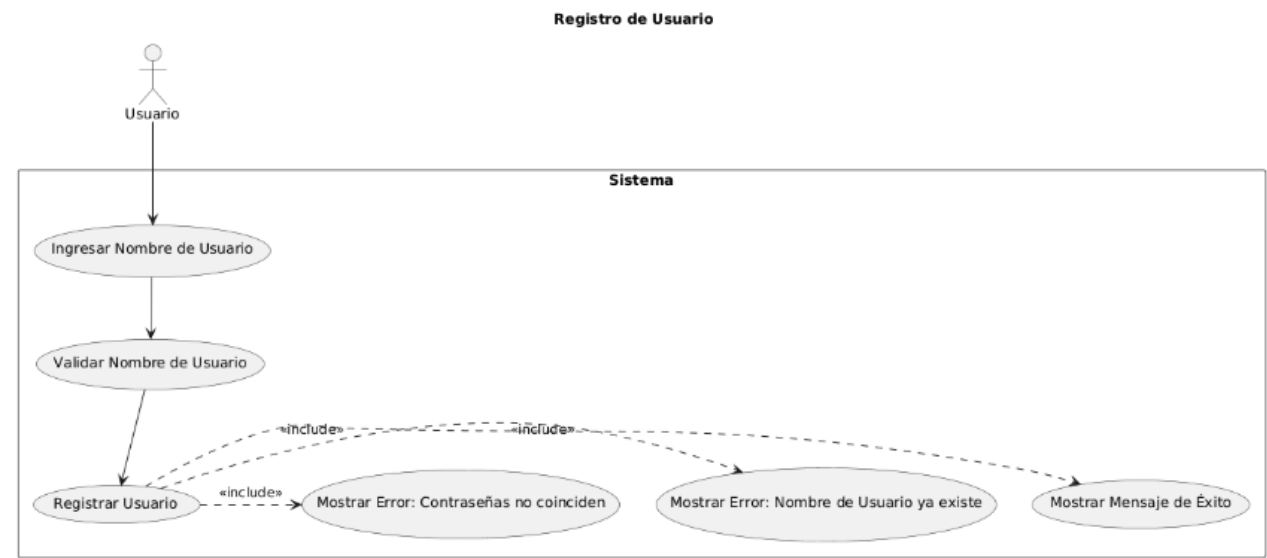 Registro de Usuario
Usuario
Sistema
Ingresar Nombre de Usuario
Validar Nombre de Usuario
«include»
«include»
«include»
Registrar Usuario
Mostrar Error: Contraseñas no coinciden
Mostrar Error: Nombre de Usuario ya existe
Mostrar Mensaje de Éxito